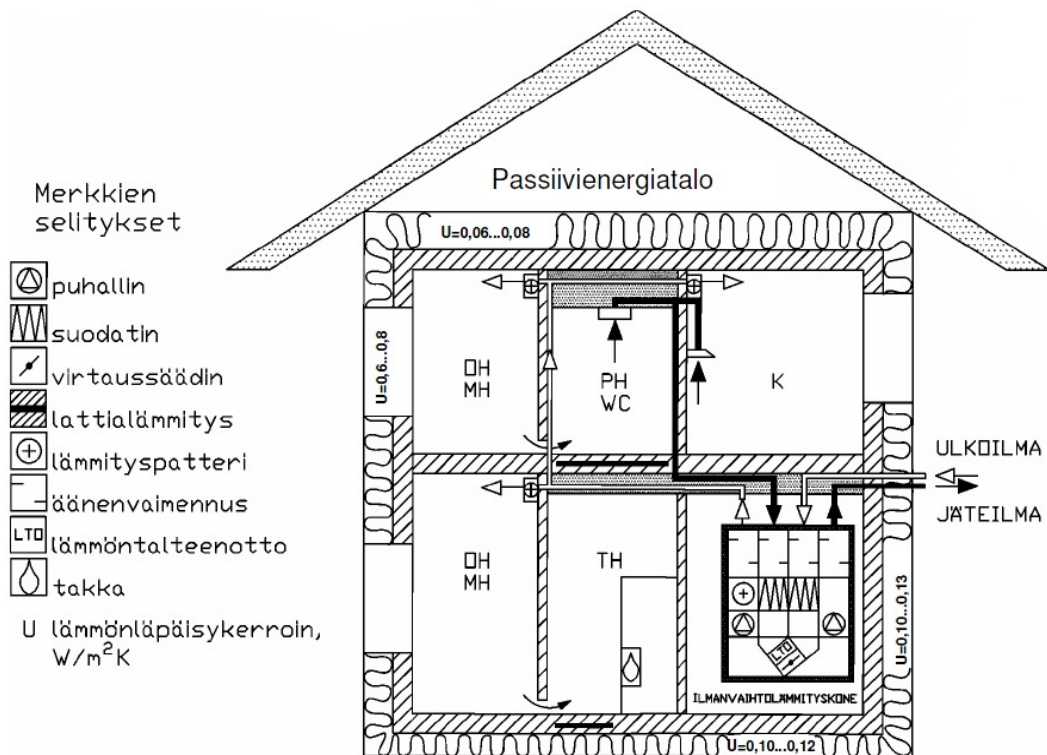 Passiivienergiatalo
Merkkien
selitykset
puhallin
suodatin
virtaussäädin
lattialämmitys
lämmityspatteri
äänenvaimennus
LTO lämmöntalteenotto
takka
U lämmönläpäisykerroin,
W/m²K
U=0,06...0,08
U=0,6...0,8
OH
MH
PH
WC
K
ULKOILMA
JÄTEILMA
OH
MH
TH
LTO
ILMANVAIHTOLÄMMITYSKONE
U=0,10...0,13
U=0,10...0,12